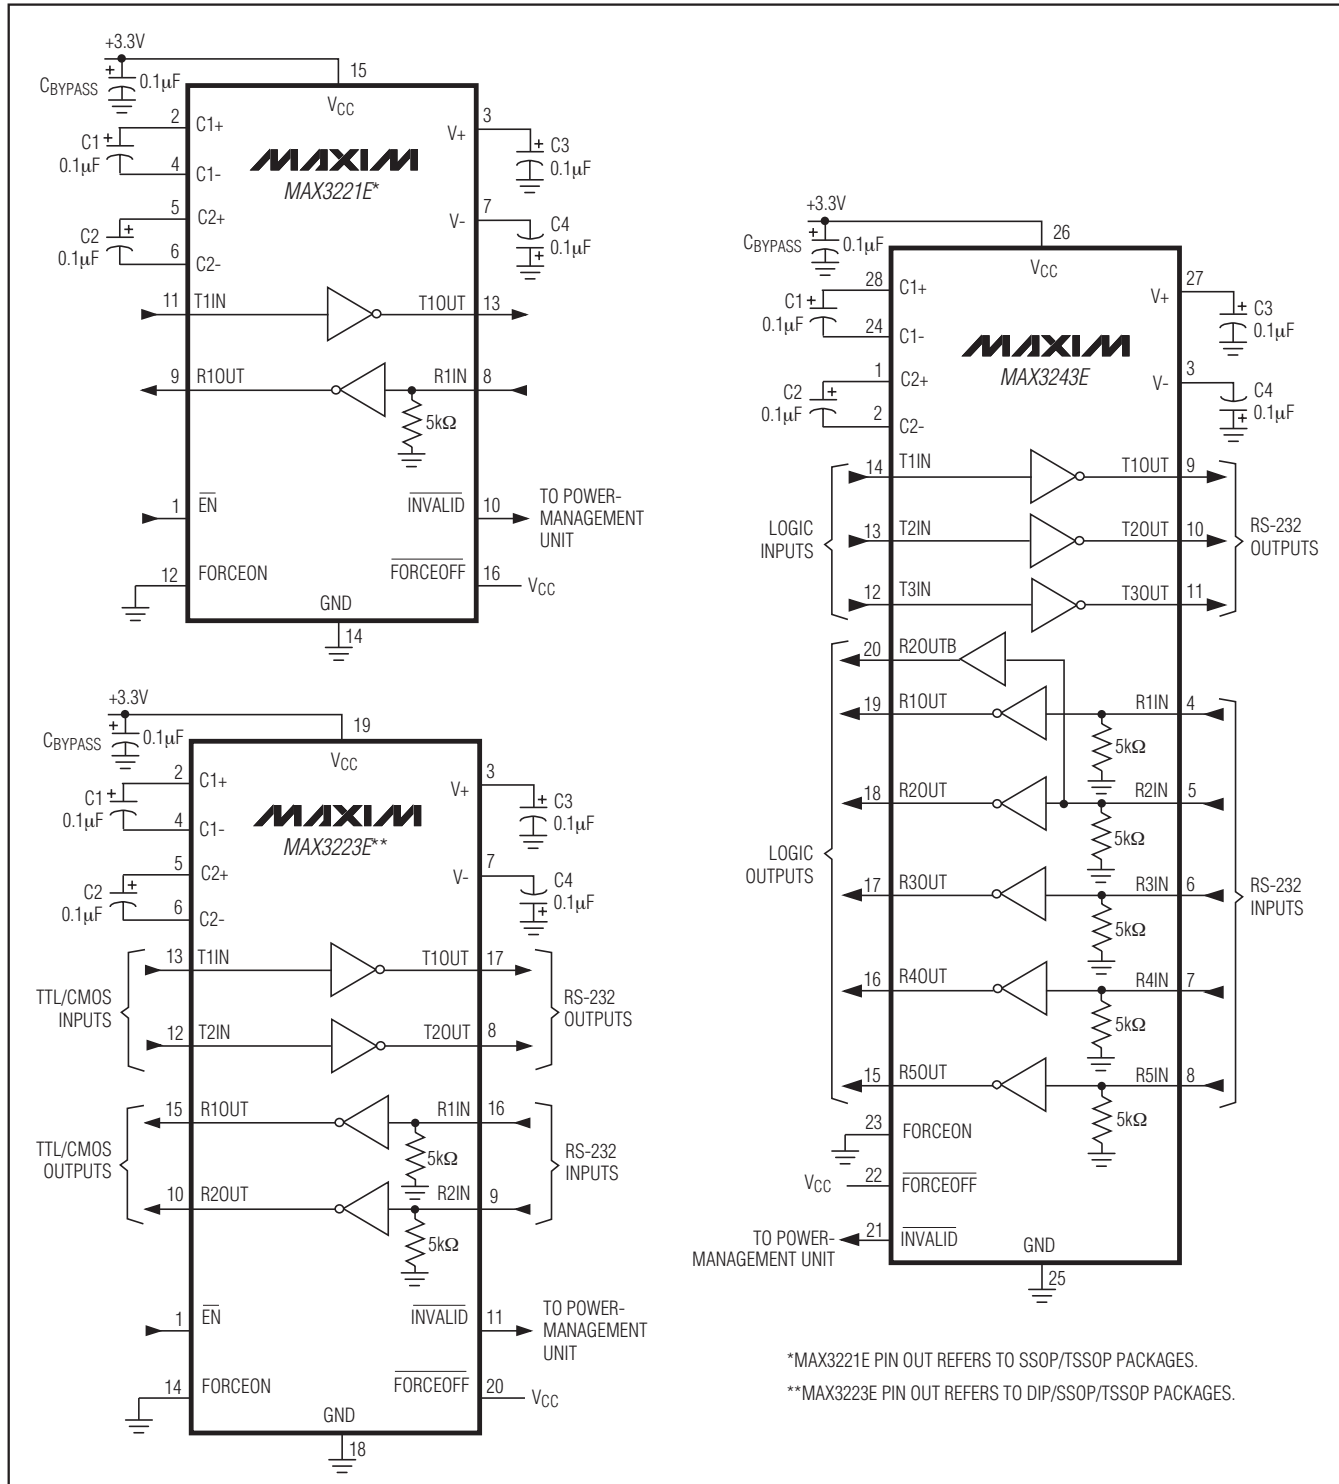 +3.3V
CBYPASS
0.1µF
15
VCC
2
C1+
C1
0.1µF
4
C1-
3
V+
C3
0.1µF
MAXIM
MAX3221E*
5
C2+
C2
0.1µF
6
C2-
7
V-
C4
0.1µF
11
T1IN
T1OUT
13
9
R1OUT
R1IN
8
5kΩ
1
EN
INVALID
10
TO POWER-
MANAGEMENT
UNIT
12
FORCEON
FORCEOFF
16
VCC
GND
14
+3.3V
CBYPASS
0.1µF
19
VCC
2
C1+
C1
0.1µF
4
C1-
3
V+
C3
0.1µF
MAXIM
MAX3223E**
5
C2+
C2
0.1µF
6
C2-
7
V-
C4
0.1µF
TTL/CMOS
INPUTS
13
T1IN
T1OUT
17
12
T2IN
T2OUT
8
RS-232
OUTPUTS
TTL/CMOS
OUTPUTS
15
R1OUT
R1IN
16
5kΩ
10
R2OUT
R2IN
9
5kΩ
RS-232
INPUTS
1
EN
INVALID
11
TO POWER-
MANAGEMENT
UNIT
14
FORCEON
FORCEOFF
20
VCC
GND
18
+3.3V
CBYPASS
0.1µF
26
VCC
28
C1+
C1
0.1µF
24
C1-
27
V+
C3
0.1µF
MAXIM
MAX3243E
1
C2+
C2
0.1µF
2
C2-
3
V-
C4
0.1µF
LOGIC
INPUTS
14
T1IN
T1OUT
9
13
T2IN
T2OUT
10
12
T3IN
T3OUT
11
RS-232
OUTPUTS
LOGIC
OUTPUTS
20
R2OUTB
19
R1OUT
R1IN
4
5kΩ
18
R2OUT
R2IN
5
5kΩ
17
R3OUT
R3IN
6
5kΩ
16
R4OUT
R4IN
7
5kΩ
15
R5OUT
R5IN
8
5kΩ
RS-232
INPUTS
23
FORCEON
VCC
22
FORCEOFF
TO POWER-
MANAGEMENT UNIT
21
INVALID
GND
25
*MAX3221E PIN OUT REFERS TO SSOP/TSSOP PACKAGES.
**MAX3223E PIN OUT REFERS TO DIP/SSOP/TSSOP PACKAGES.